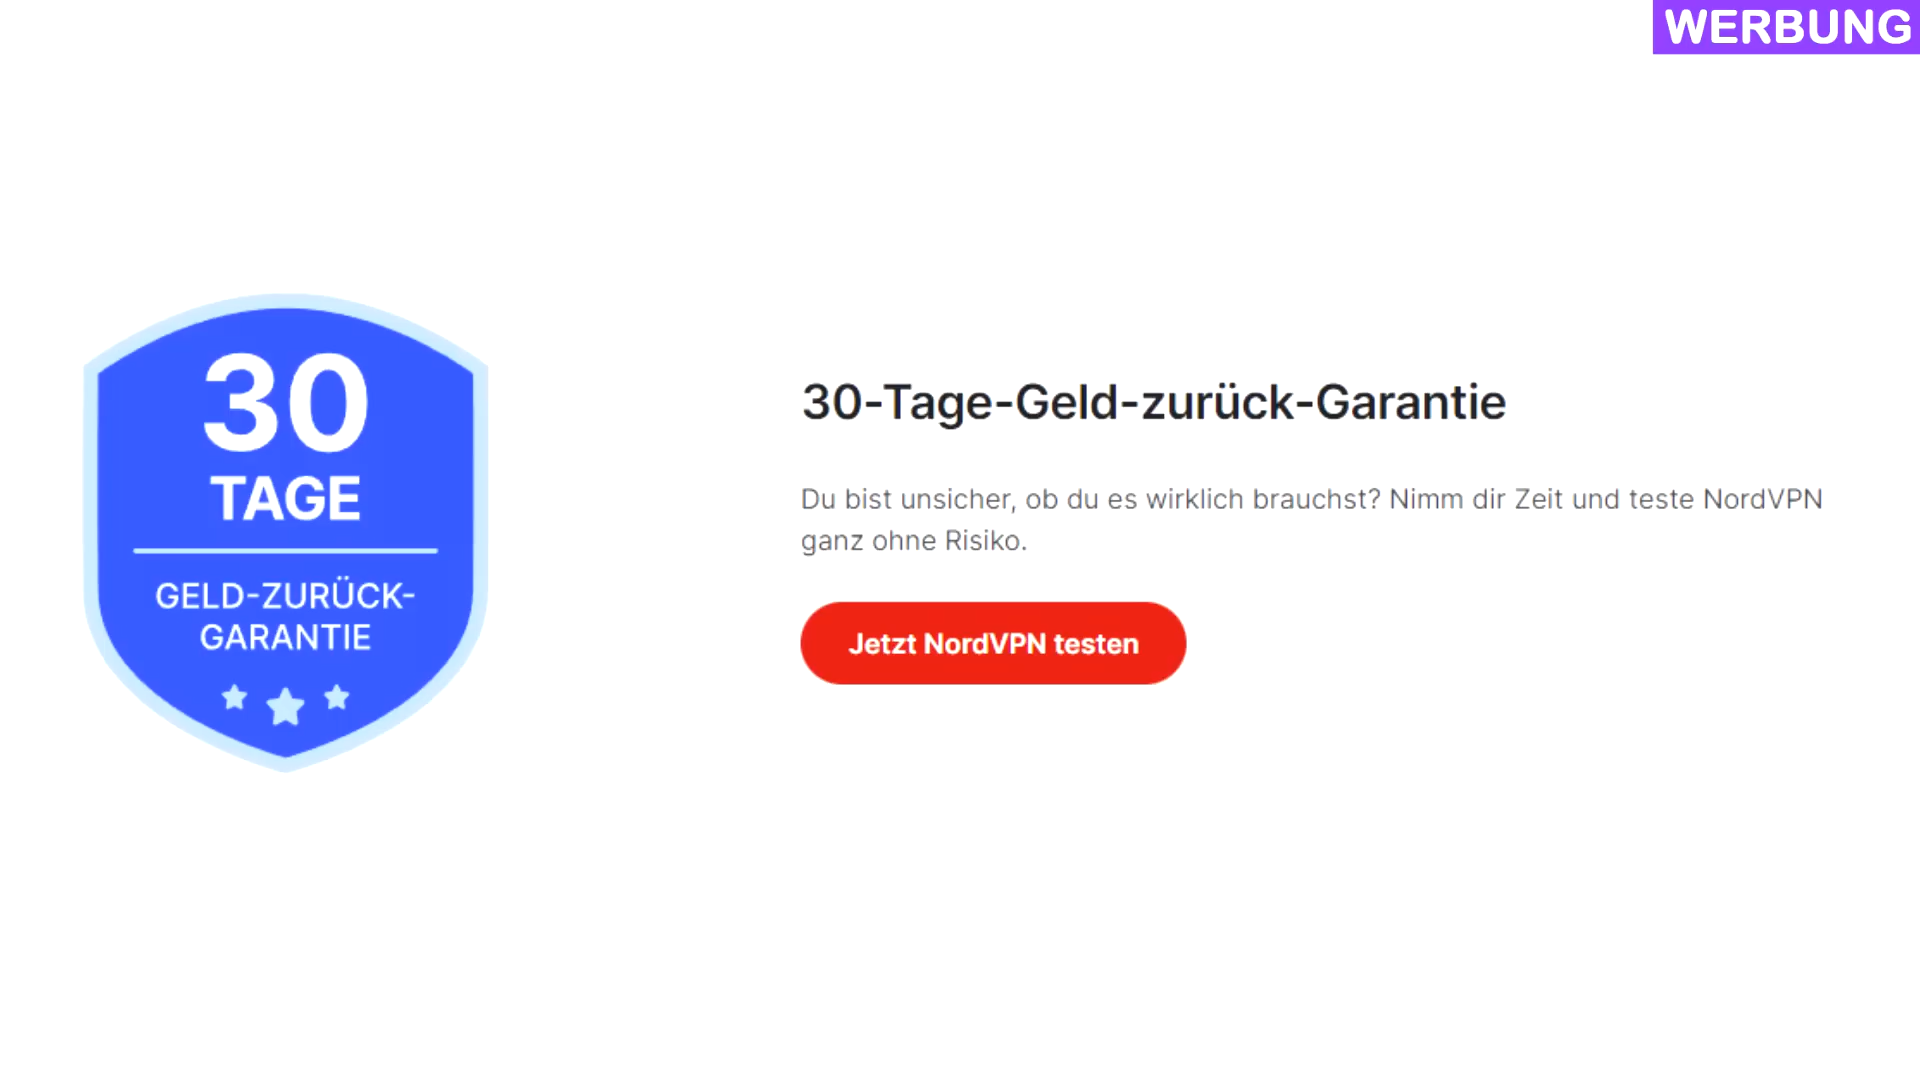 WERBUNG
30
TAGE
GELD-ZURÜCK-
GARANTIE
30-Tage-Geld-zurück-Garantie
Du bist unsicher, ob du es wirklich brauchst? Nimm dir Zeit und teste NordVPN
ganz ohne Risiko.
Jetzt NordVPN testen